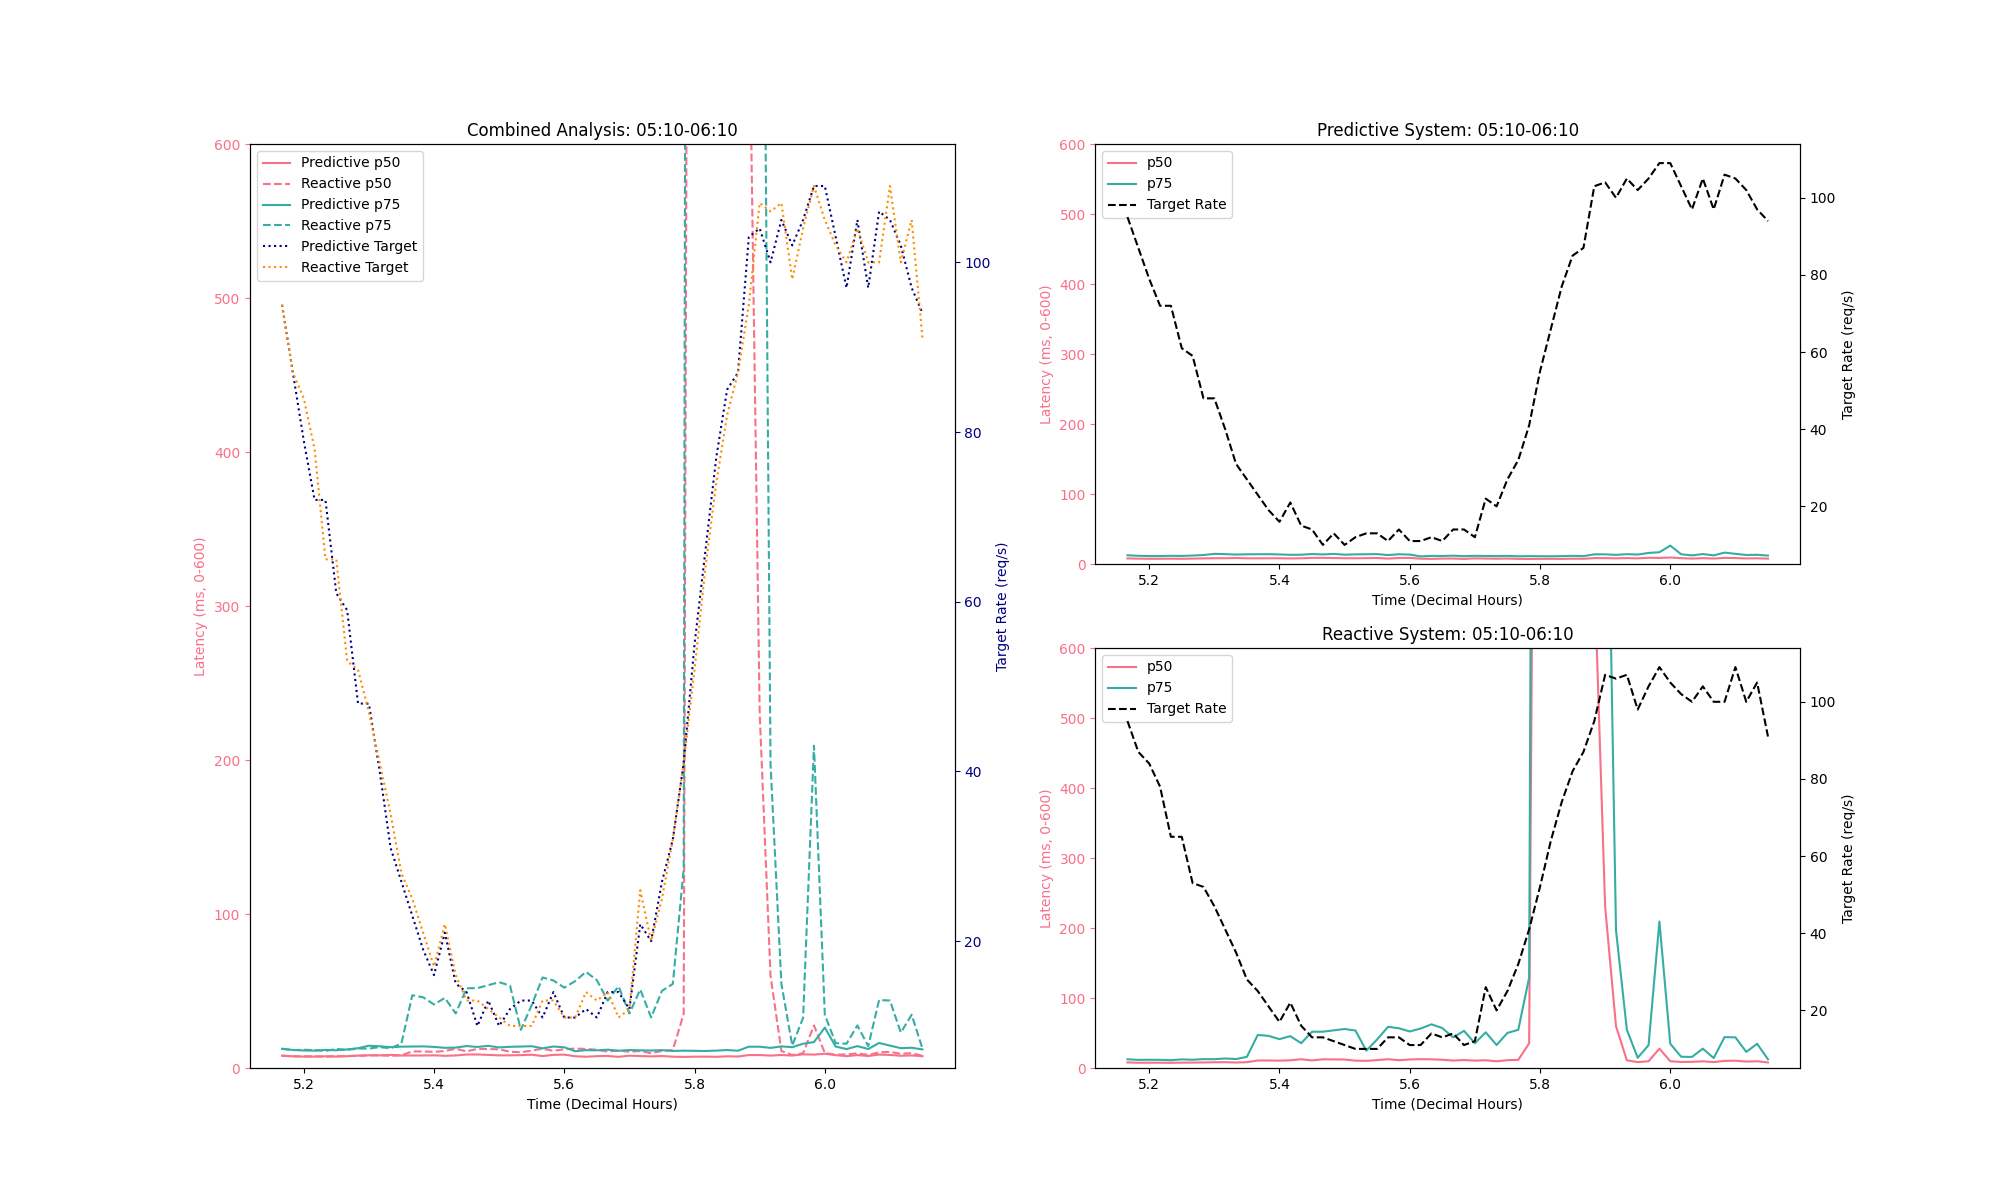 Combined Analysis: 05:10-06:10
Predictive p50
Reactive p50
Predictive p75
Reactive p75
Predictive Target
Reactive Target
600
500
400
300
200
100
0
Latency (ms, 0-600)
100
80
60
40
20
Target Rate (req/s)
5.2 5.4 5.6 5.8 6.0
Time (Decimal Hours)
Predictive System: 05:10-06:10
p50
p75
Target Rate
600
500
400
300
200
100
0
Latency (ms, 0-600)
100
80
60
40
20
Target Rate (req/s)
5.2 5.4 5.6 5.8 6.0
Time (Decimal Hours)
Reactive System: 05:10-06:10
p50
p75
Target Rate
600
500
400
300
200
100
0
Latency (ms, 0-600)
100
80
60
40
20
Target Rate (req/s)
5.2 5.4 5.6 5.8 6.0
Time (Decimal Hours)